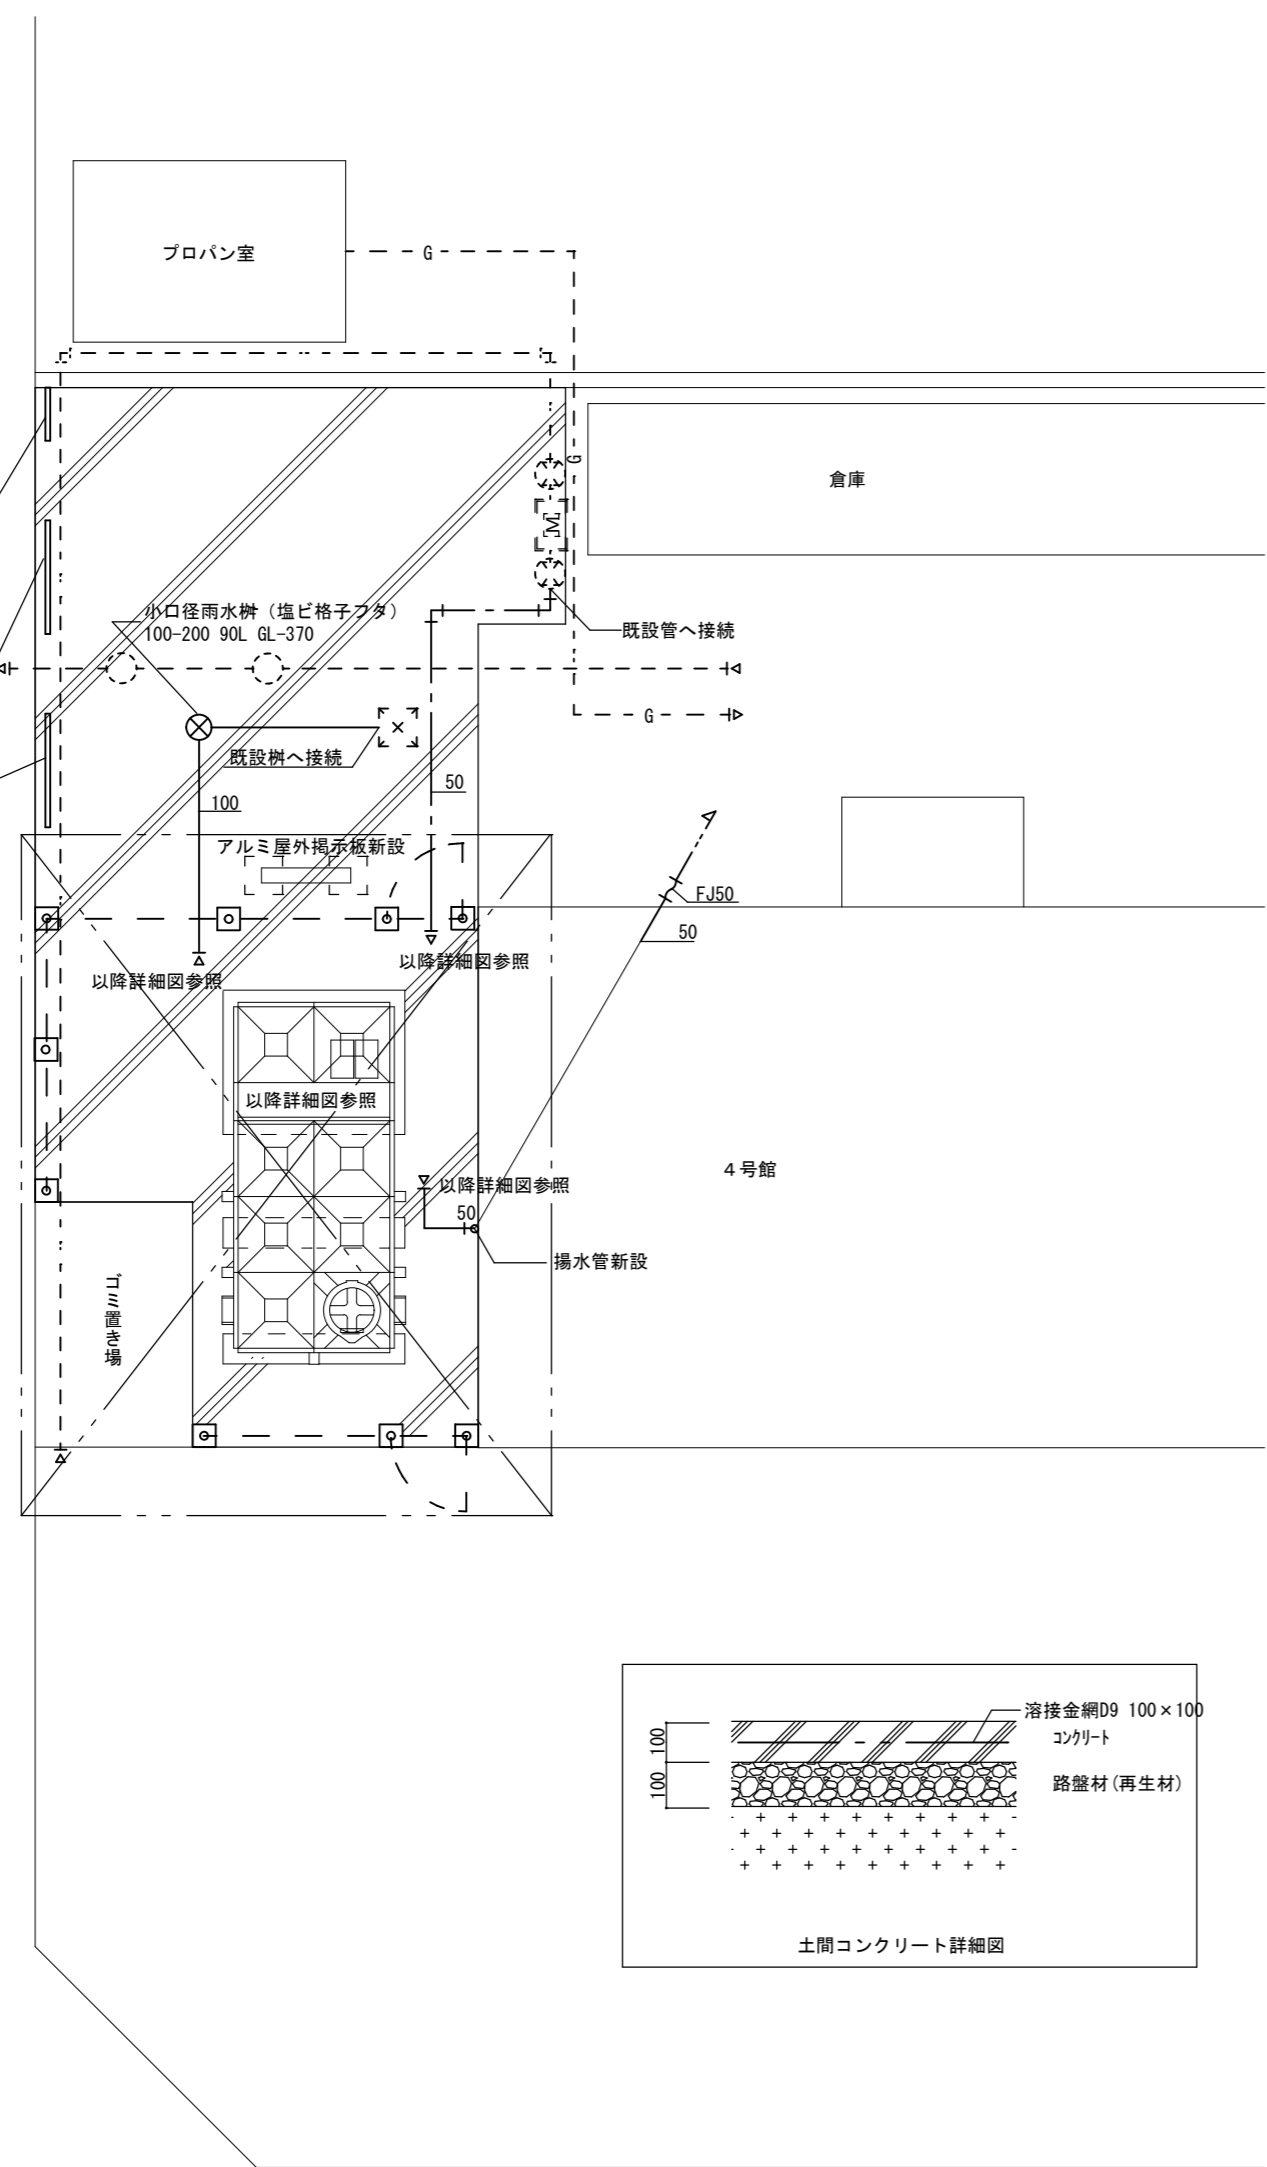 プロパン室
G
倉庫
G
M
小口径雨水桝（塩ビ格子フタ）
100-200 90L GL-370
既設管へ接続
G
既設桝へ接続
50
100
アルミ屋外掲示板新設
FJ50
50
以降詳細図参照
以降詳細図参照
以降詳細図参照
４号館
以降詳細図参照
50
揚水管新設
ゴミ置き場
溶接金網D9 100×100
コンクリート
100
100
路盤材(再生材)
土間コンクリート詳細図